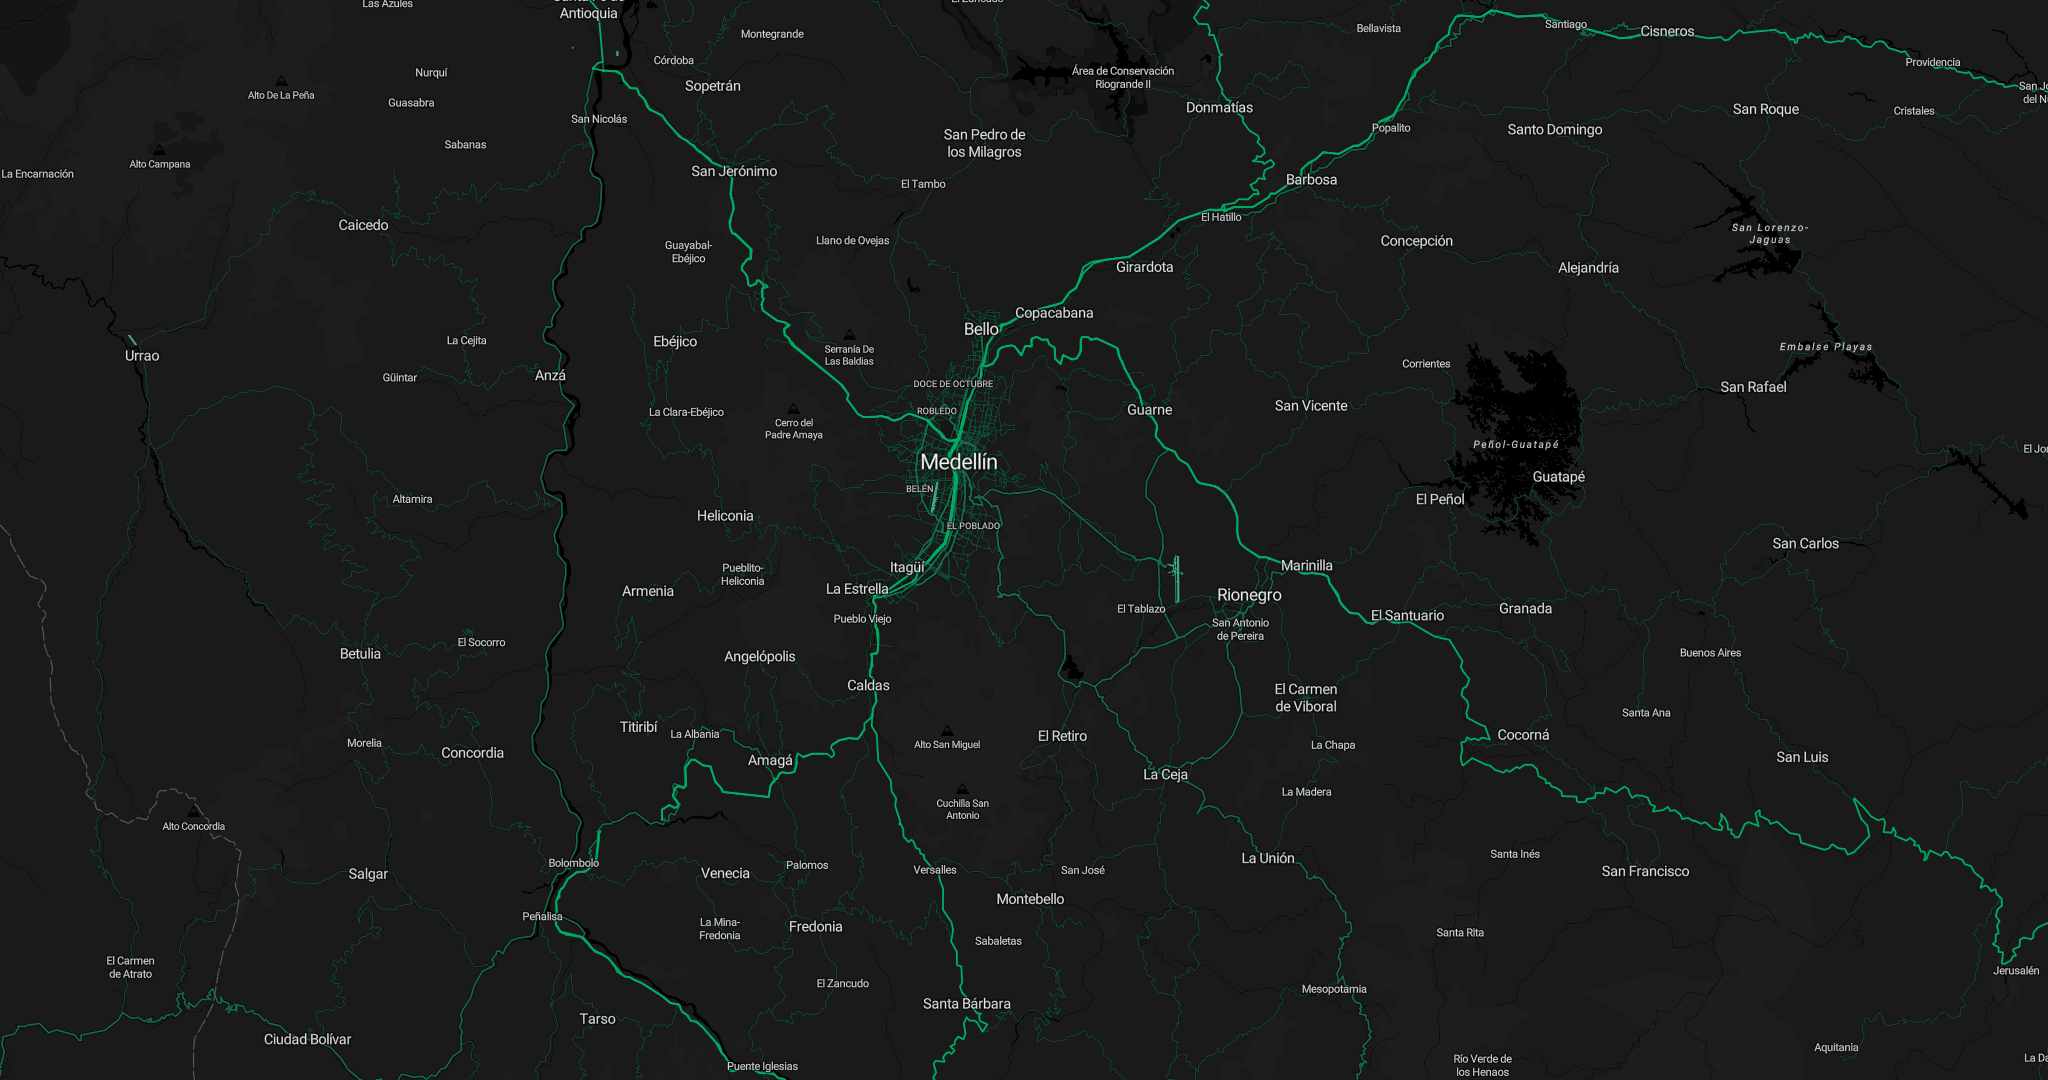 Las Azules
Antioquia
El Zancudo
Montegrande
Bellavista
Santiago
Cisneros
Córdoba
Nurquí
Sopetrán
Área de Conservación
Riogrande II
Providencia
Alto De La Peña
Guasabra
San Nicolás
Donmatías
San Roque
Cristales
Sabanas
San Pedro de
los Milagros
Popalito
Santo Domingo
Alto Campana
La Encarnación
San Jerónimo
El Tambo
Barbosa
El Hatillo
Caicedo
Guayabal-
Ebéjico
Llano de Ovejas
Concepción
San Lorenzo-
Jaguas
Girardota
Alejandría
Copacabana
Bello
Urrao
La Cejita
Ebéjico
Serranía De
Las Baldias
Embalse Playas
Güintar
Anzá
DOCE DE OCTUBRE
Corrientes
San Rafael
La Clara-Ebéjico
Cerro del
Padre Amaya
ROBLEDO
Guarne
San Vicente
Peñol-Guatapé
Medellín
Guatapé
BELÉN
Altamira
El Peñol
Heliconia
EL POBLADO
San Carlos
Itagüí
Pueblito-
Heliconia
Marinilla
Armenia
La Estrella
Rionegro
El Tablazo
Granada
Pueblo Viejo
San Antonio
de Pereira
El Santuario
El Socorro
Betulia
Angelópolis
Buenos Aires
Caldas
El Carmen
de Viboral
Titiribí
La Albania
Santa Ana
Morelia
Concordia
Alto San Miguel
El Retiro
La Chapa
Cocorná
Amagá
La Ceja
San Luis
Cuchilla San
Antonio
La Madera
Alto Concordia
Bolombolo
Salgar
Venecia
Palomos
Versalles
San José
La Unión
Santa Inés
San Francisco
Montebello
Peñalisa
La Mina-
Fredonia
Fredonia
Sabaletas
Santa Rita
El Carmen
de Atrato
El Zancudo
Mesopotamia
Jerusalén
Santa Bárbara
Tarso
Ciudad Bolívar
Aquitania
Puente Iglesias
Río Verde de
los Henaos